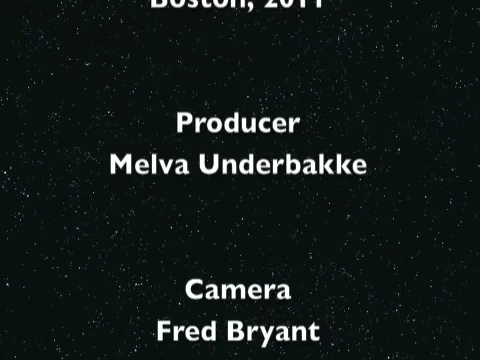 Boston, 2011
Producer
Melva Underbakke
Camera
Fred Bryant